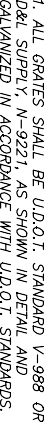 1. ALL GRATES SHALL BE U.D.O.T. STANDARD V-988 OR
D&L SUPPLY, N-9221, AS SHOWN IN DETAIL AND
GALVANIZED IN ACCORDANCE WITH U.D.O.T. STANDARDS.